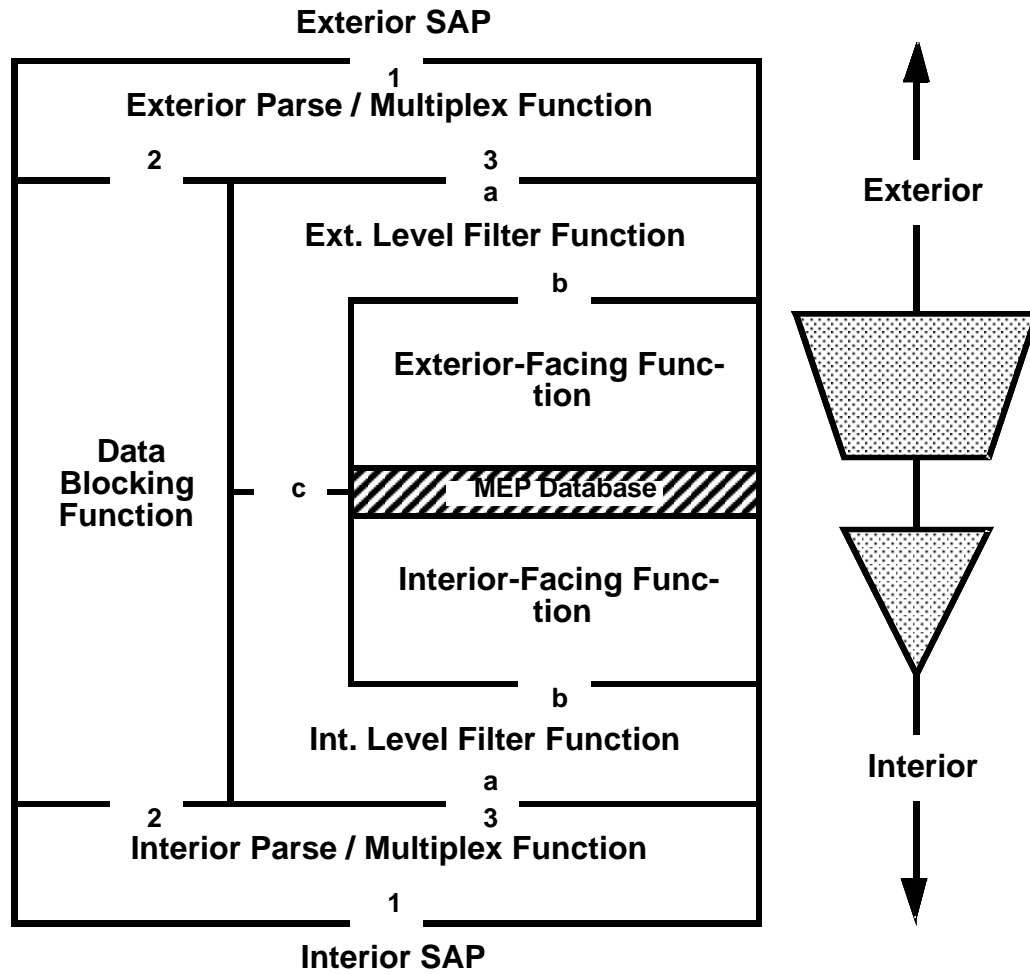 Exterior SAP
1
Exterior Parse / Multiplex Function
2
3
a
Exterior
Ext. Level Filter Function
b
Exterior-Facing Func-
tion
Data
Blocking
Function
c
MEP Database
Interior-Facing Func-
tion
b
Int. Level Filter Function
Interior
a
2
3
Interior Parse / Multiplex Function
1
Interior SAP